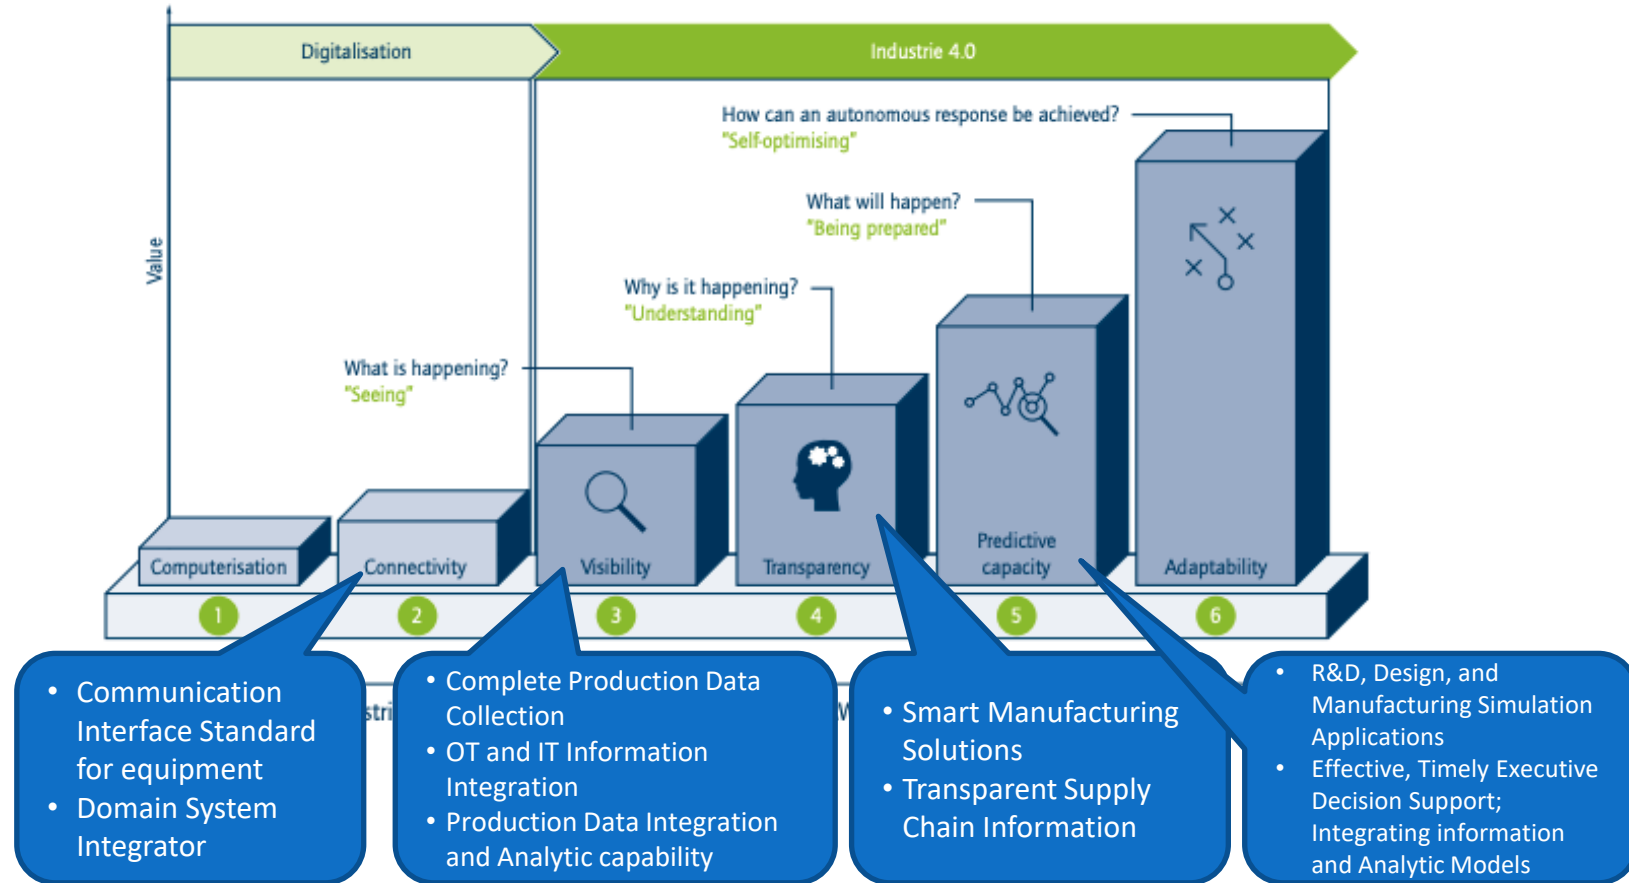 Digitalisation
Industrie 4.0
How can an autonomous response be achieved?
"Self-optimising"
What will happen?
"Being prepared"
Why is it happening?
"Understanding"
What is happening?
"Seeing"
Value
Computerisation
Connectivity
Visibility
Transparency
Predictive
capacity
Adaptability
1
2
3
4
5
6
• Communication
Interface Standard
for equipment
• Domain System
Integrator
• Complete Production Data
Collection
• OT and IT Information
Integration
• Production Data Integration
and Analytic capability
• Smart Manufacturing
Solutions
• Transparent Supply
Chain Information
• R&D, Design, and
Manufacturing Simulation
Applications
• Effective, Timely Executive
Decision Support;
Integrating information
and Analytic Models